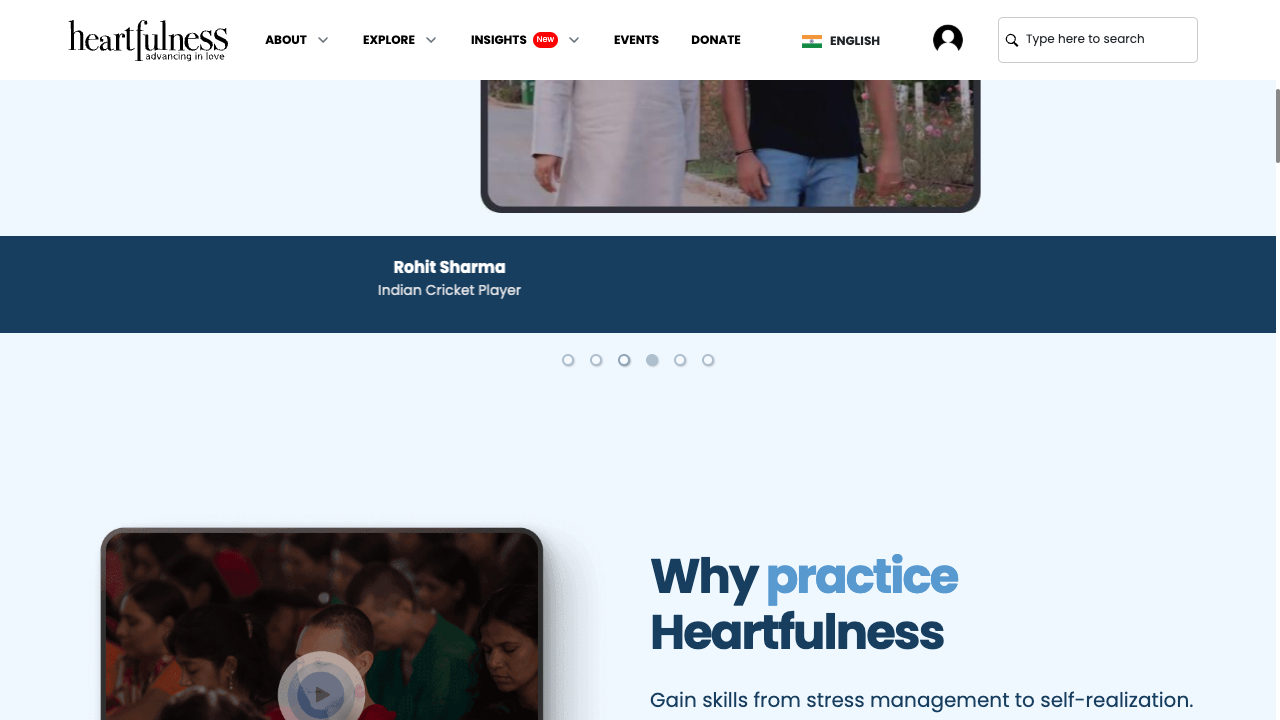 heartfulness
advancing in love
ABOUT
EXPLORE
INSIGHTS New
EVENTS
DONATE
ENGLISH
Type here to search
Rohit Sharma
Indian Cricket Player
Why practice
Heartfulness
Gain skills from stress management to self-realization.